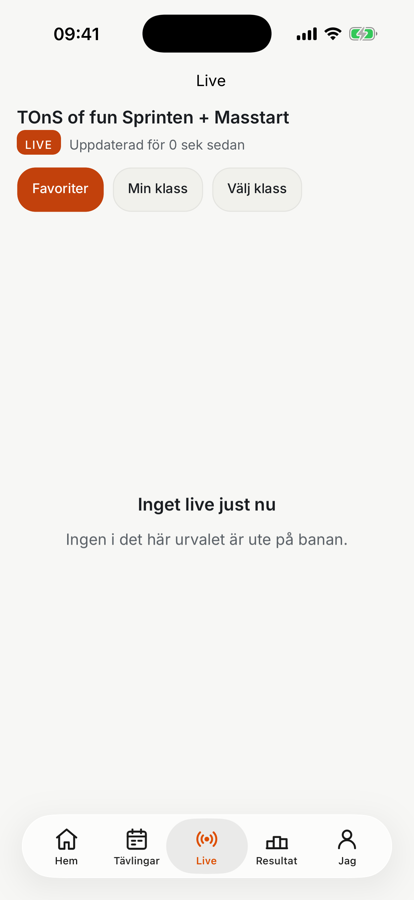 09:41
Live
TOnS of fun Sprinten + Masstart
LIVE Uppdaterad för 0 sek sedan
Favoriter Min klass Välj klass
Inget live just nu
Ingen i det här urvalet är ute på banan.
Hem Tävlingar Live Resultat Jag